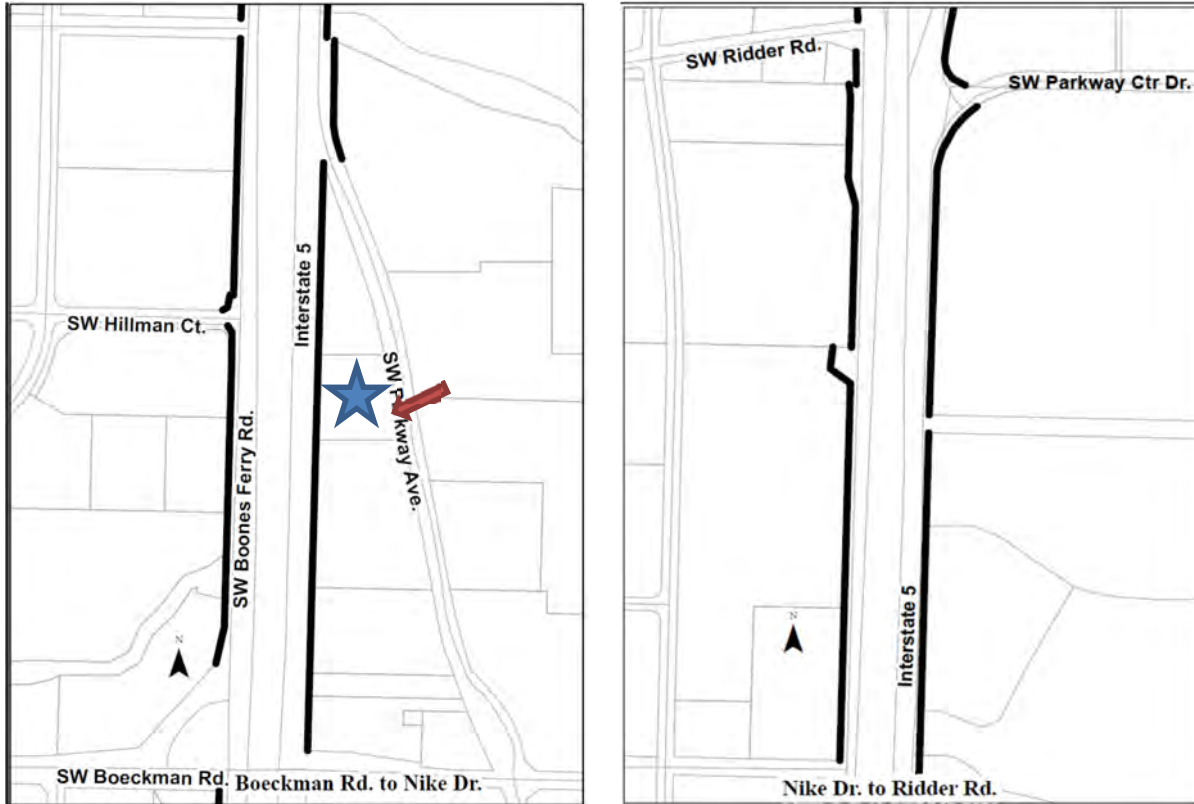 SW Hillman Ct.
Interstate 5
SW Parkway Ave.
SW Boones Ferry Rd.
N
SW Boeckman Rd.
Boeckman Rd. to Nike Dr.
SW Ridder Rd.
SW Parkway Ctr Dr.
Interstate 5
N
Nike Dr. to Ridder Rd.